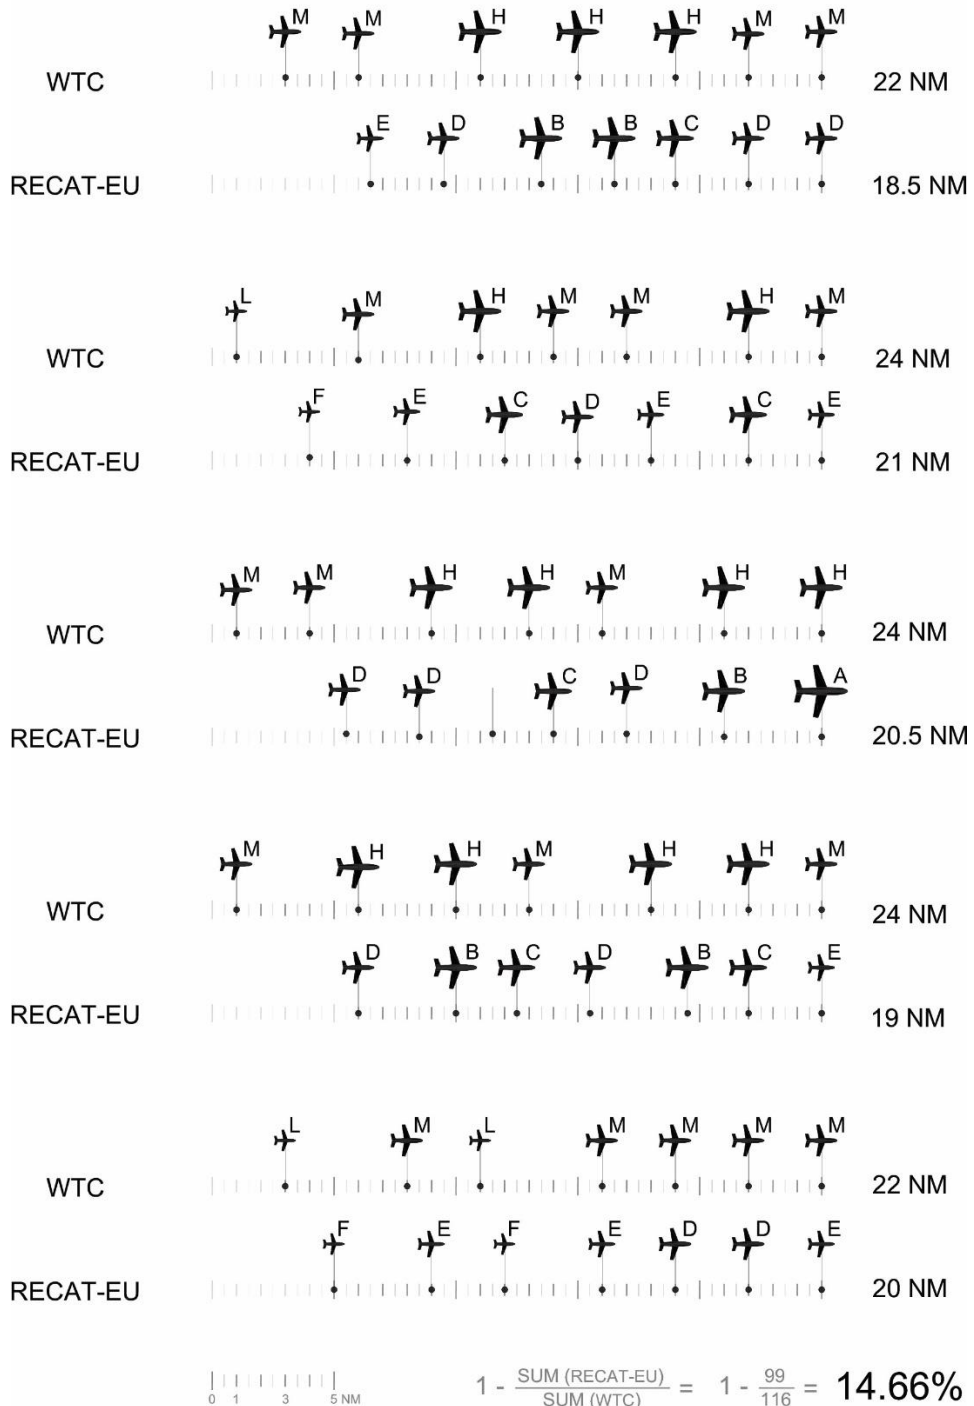 M M H H H M M
WTC 22 NM
E D B B C D D
RECAT-EU 18.5 NM
L M H M M H M
WTC 24 NM
F E C D E C E
RECAT-EU 21 NM
M M H H M H H
WTC 24 NM
D D C D B A
RECAT-EU 20.5 NM
M H H M H H M
WTC 24 NM
D B C D B C E
RECAT-EU 19 NM
L M L M M M M
WTC 22 NM
F E F E D D E
RECAT-EU 20 NM
0 1 3 5 NM
1 - SUM (RECAT-EU) / SUM (WTC) = 1 - 99 / 116 = 14.66%